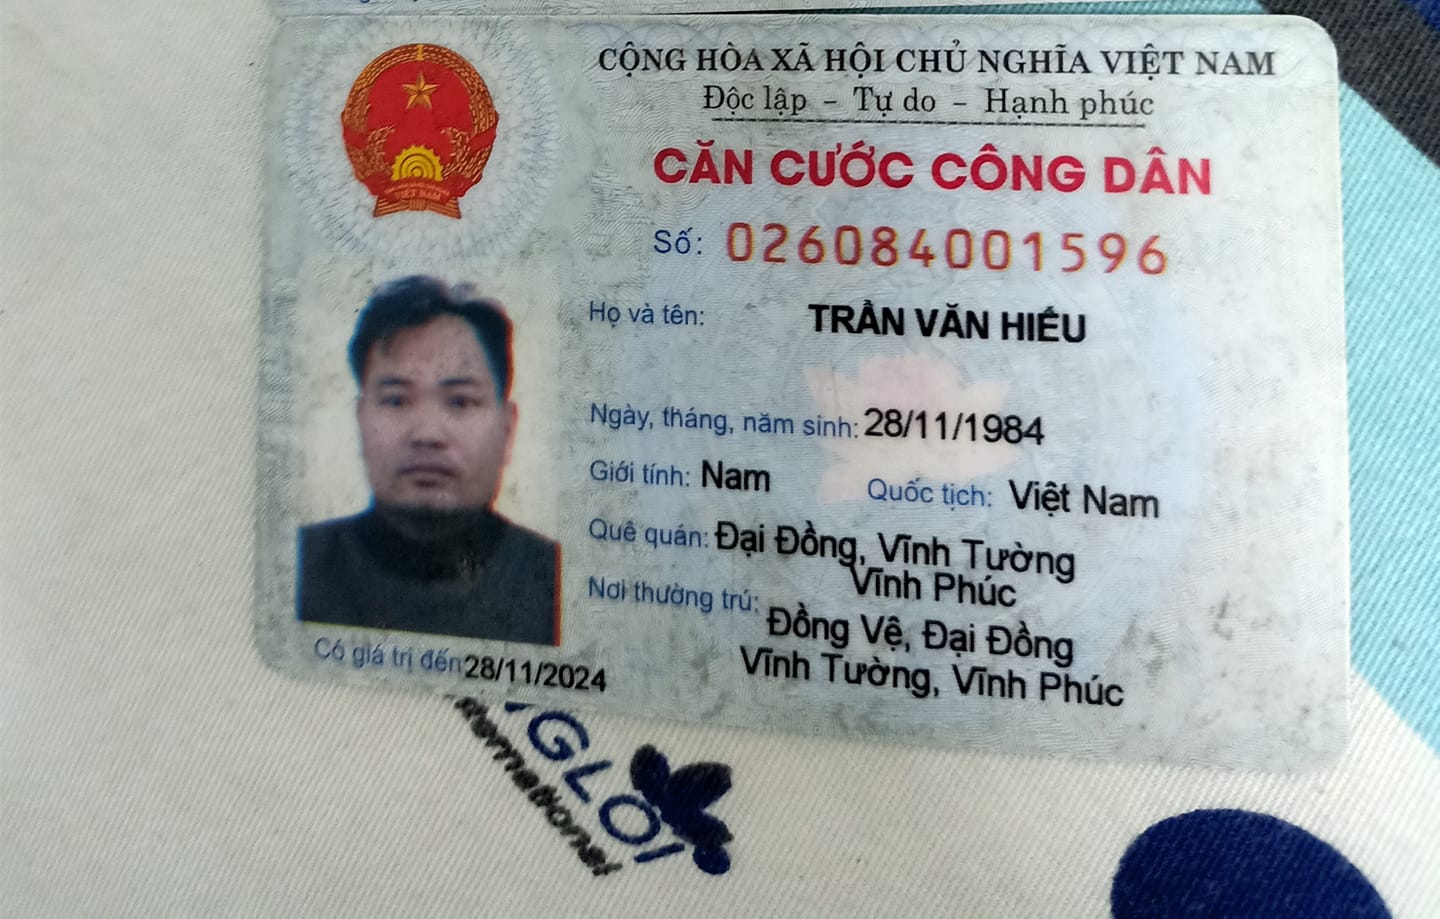 CỘNG HÒA XÃ HỘI CHỦ NGHĨA VIỆT NAM
Độc lập - Tự do - Hạnh phúc
CĂN CƯỚC CÔNG DÂN
Số: 026084001596
Họ và tên: TRẦN VĂN HIẾU
Ngày, tháng, năm sinh: 28/11/1984
Giới tính: Nam Quốc tịch: Việt Nam
Quê quán: Đại Đồng, Vĩnh Tường
Vĩnh Phúc
Nơi thường trú: Đồng Vệ, Đại Đồng
Vĩnh Tường, Vĩnh Phúc
Có giá trị đến: 28/11/2024
VIỆT NAM
GLỢI
ternational